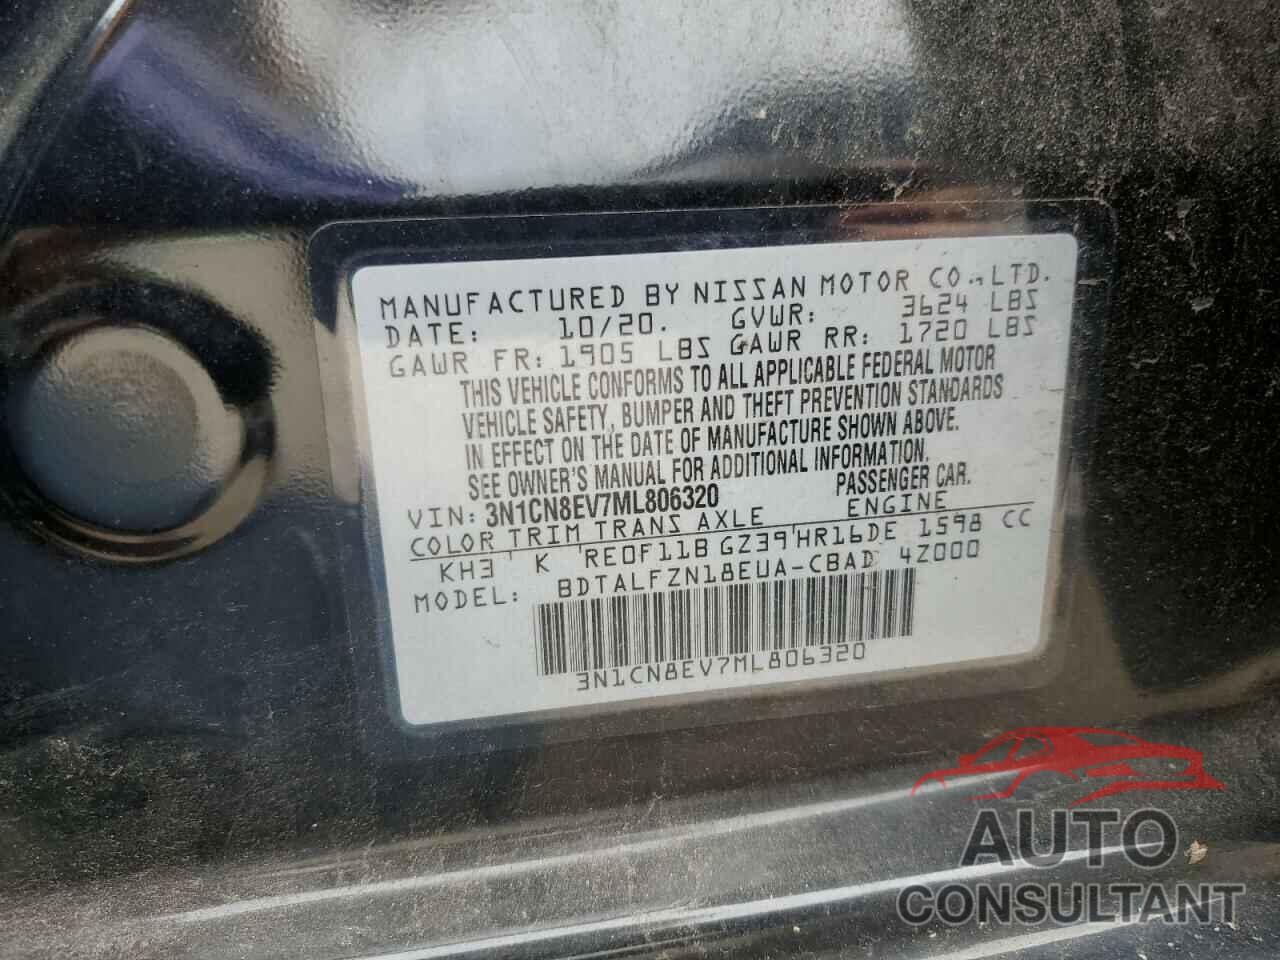 MANUFACTURED BY NISSAN MOTOR CO., LTD.
DATE: 10/20. GVWR: 3624 LBS
GAWR FR: 1905 LBS GAWR RR: 1720 LBS
THIS VEHICLE CONFORMS TO ALL APPLICABLE FEDERAL MOTOR
VEHICLE SAFETY, BUMPER AND THEFT PREVENTION STANDARDS
IN EFFECT ON THE DATE OF MANUFACTURE SHOWN ABOVE.
SEE OWNER'S MANUAL FOR ADDITIONAL INFORMATION.
VIN: 3N1CN8EV7ML806320 PASSENGER CAR.
COLOR TRIM TRANS AXLE ENGINE
KH3 K RE0F11B GZ39 HR16DE 1598 CC
MODEL: BDTALFZN18EUA-CBAD 4Z000
3N1CN8EV7ML806320
AUTO
CONSULTANT